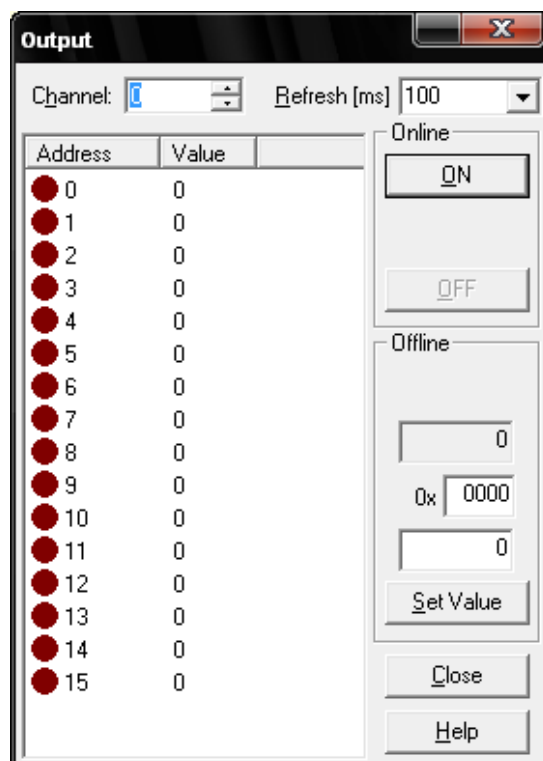 Output
Channel: 0 Refresh [ms] 100
Address Value
0 0
1 0
2 0
3 0
4 0
5 0
6 0
7 0
8 0
9 0
10 0
11 0
12 0
13 0
14 0
15 0
Online
ON
OFF
Offline
0
0x 0000
0
Set Value
Close
Help